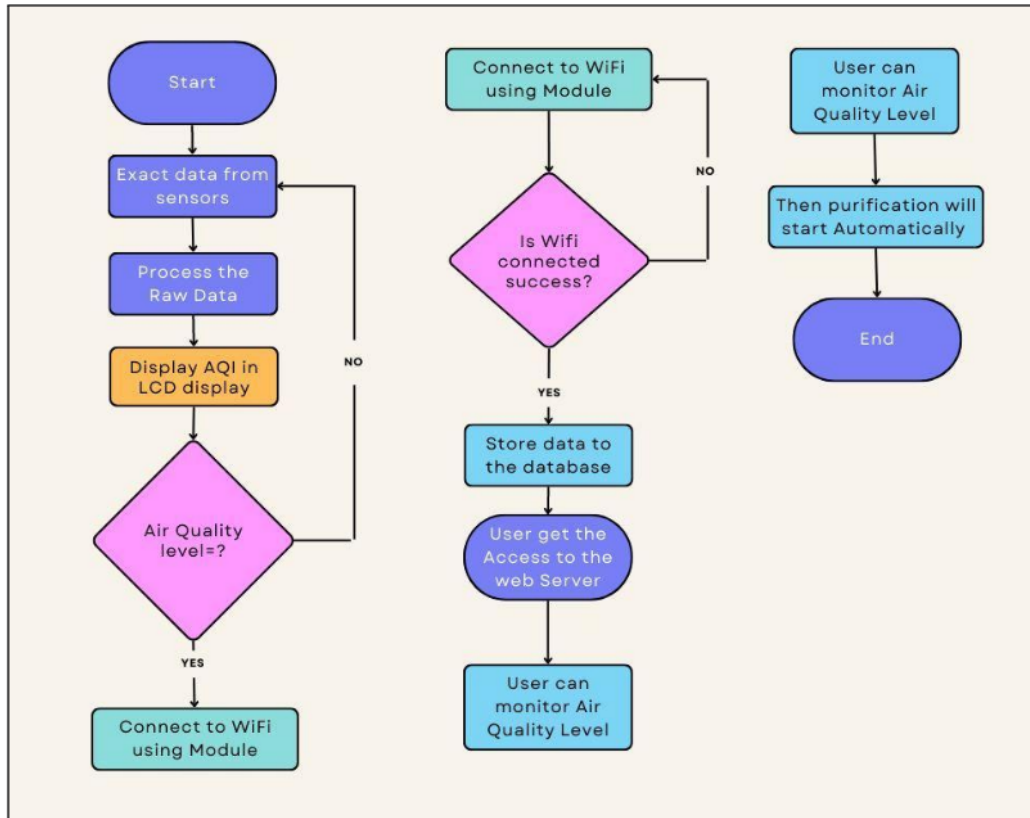 Start
Exact data from
sensors
Process the
Raw Data
Display AQI in
LCD display
NO
Air Quality
level=?
YES
Connect to WiFi
using Module
Connect to WiFi
using Module
NO
Is Wifi
connected
success?
YES
Store data to
the database
User get the
Access to the
web Server
User can
monitor Air
Quality Level
User can
monitor Air
Quality Level
Then purification will
start Automatically
End